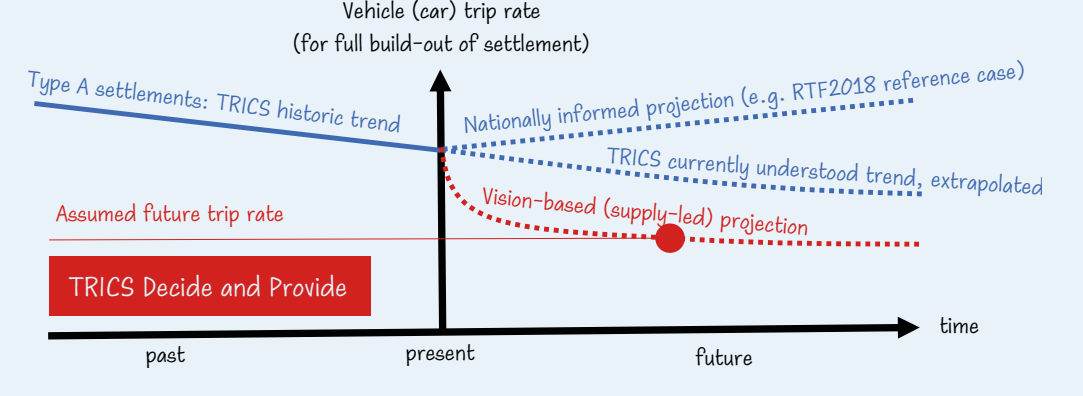 Vehicle (car) trip rate
(for full build-out of settlement)
Type A settlements: TRICS historic trend
Nationally informed projection (e.g. RTF2018 reference case)
TRICS currently understood trend, extrapolated
Vision-based (supply-led) projection
Assumed future trip rate
TRICS Decide and Provide
time
past
present
future